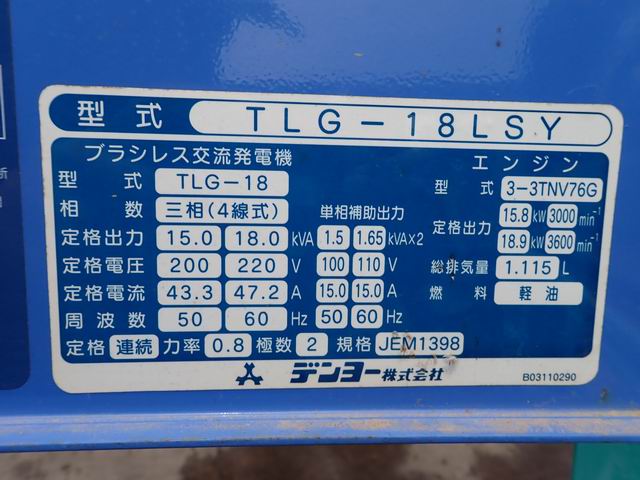 型式 TLG-18LSY
ブラシレス交流発電機 エンジン
型式 TLG-18 型式 3-3TNV76G
相数 三相(4線式) 単相補助出力 定格出力 15.8 kW 3000 min⁻¹
定格出力 15.0 18.0 kVA 1.5 1.65 kVA×2 18.9 kW 3600 min⁻¹
定格電圧 200 220 V 100 110 V 総排気量 1.115 L
定格電流 43.3 47.2 A 15.0 15.0 A 燃料 軽油
周波数 50 60 Hz 50 60 Hz
定格 連続 力率 0.8 極数 2 規格 JEM1398
デンヨー株式会社 B03110290